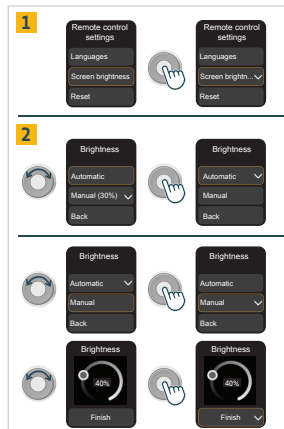 1
Remote control
settings
Languages
Screen brightness
Reset
Remote control
settings
Languages
Screen brightn...
Reset
2
Brightness
Automatic
Manual (30%)
Back
Brightness
Automatic
Manual
Back
Brightness
Automatic
Manual
Back
Brightness
Automatic
Manual
Back
Brightness
40%
Finish
Brightness
40%
Finish